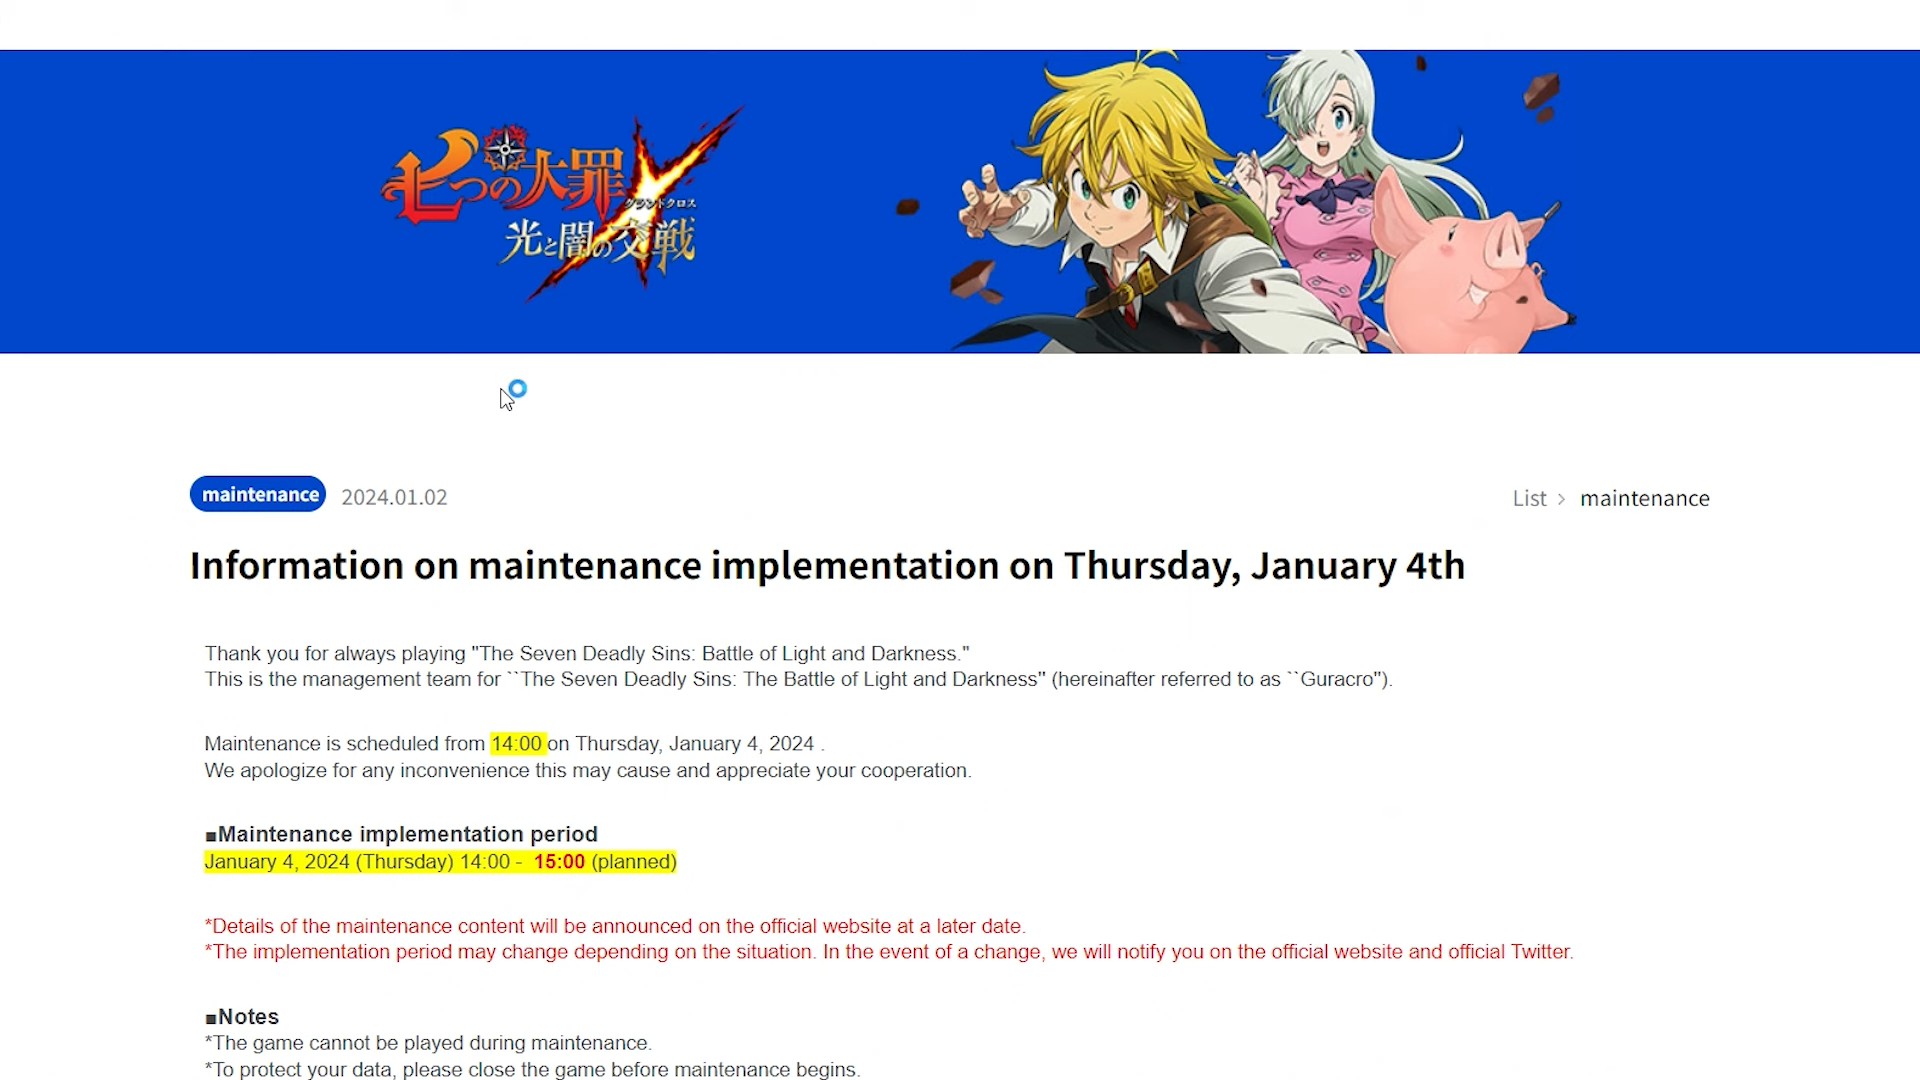 七つの大罪
グランドクロス
光と闇の交戦
maintenance
2024.01.02
List > maintenance
Information on maintenance implementation on Thursday, January 4th
Thank you for always playing "The Seven Deadly Sins: Battle of Light and Darkness."
This is the management team for ``The Seven Deadly Sins: The Battle of Light and Darkness'' (hereinafter referred to as ``Guracro'').
Maintenance is scheduled from 14:00 on Thursday, January 4, 2024 .
We apologize for any inconvenience this may cause and appreciate your cooperation.
■Maintenance implementation period
January 4, 2024 (Thursday) 14:00 - 15:00 (planned)
*Details of the maintenance content will be announced on the official website at a later date.
*The implementation period may change depending on the situation. In the event of a change, we will notify you on the official website and official Twitter.
■Notes
*The game cannot be played during maintenance.
*To protect your data, please close the game before maintenance begins.